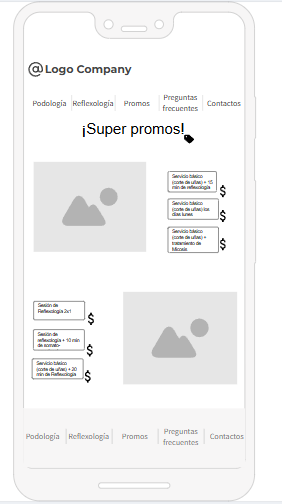 @ Logo Company
Podología Reflexología Promos Preguntas frecuentes Contactos
¡Super promos!
Servicio básico
(corte de uñas) + 15
min de reflexología
$
Servicio básico
(corte de uñas) los
días lunes
$
Servicio básico
(corte de uñas) +
tratamiento de
Micosis
$
Sesión de
Reflexología 2x1
$
Sesión de
reflexología + 10 min
de somato-
$
Servicio básico
(corte de uñas) + 20
min de Reflexología
$
Podología Reflexología Promos Preguntas frecuentes Contactos